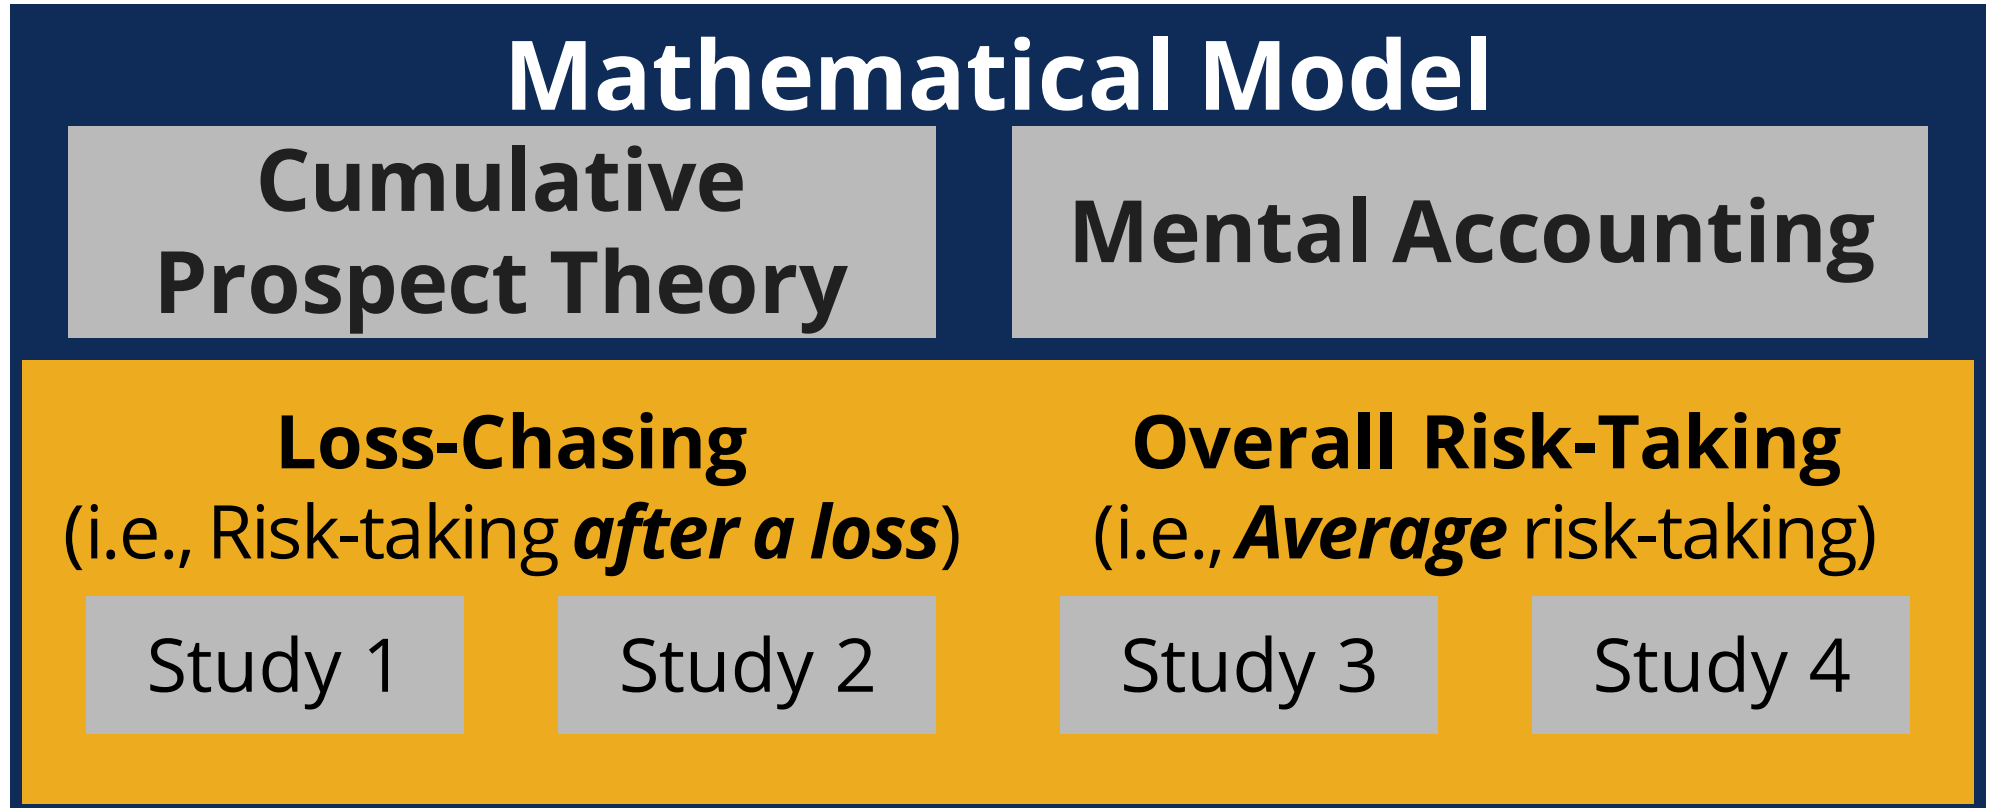 Mathematical Model
Cumulative
Prospect Theory
Mental Accounting
Loss-Chasing
(i.e., Risk-taking after a loss)
Overall Risk-Taking
(i.e., Average risk-taking)
Study 1
Study 2
Study 3
Study 4